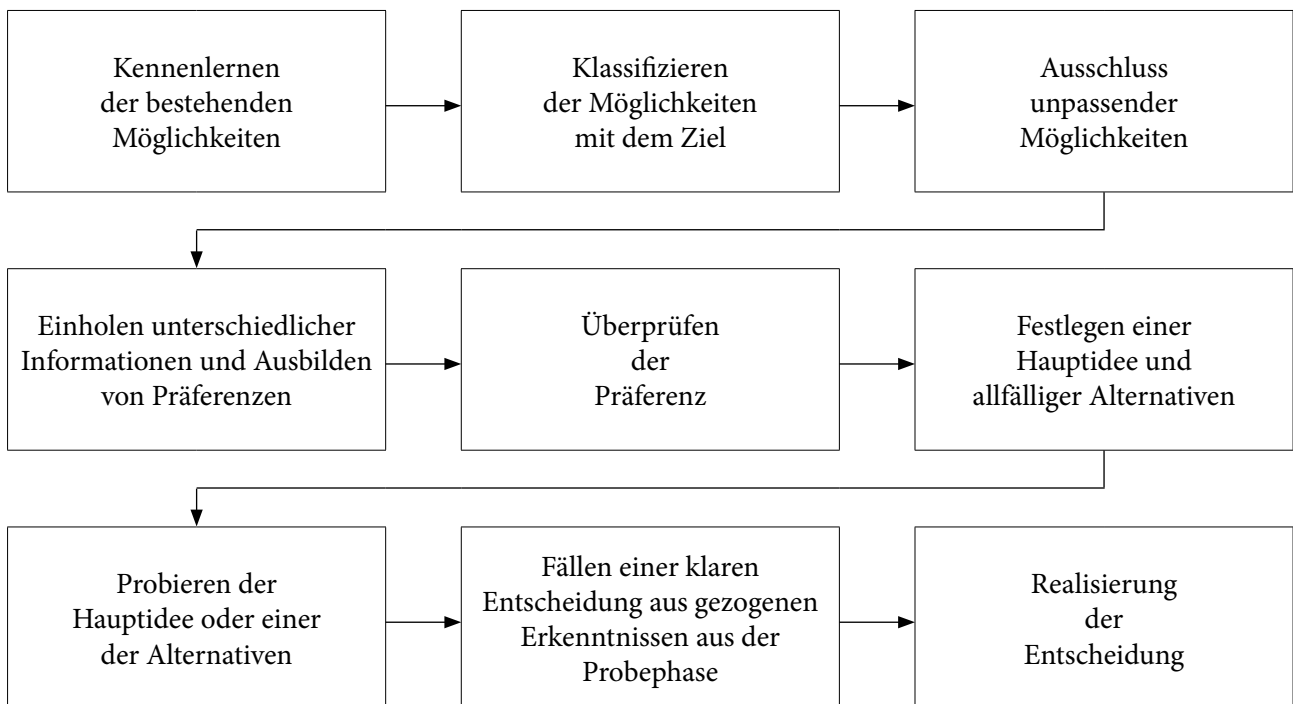 Kennenlernen
der bestehenden
Möglichkeiten
Klassifizieren
der Möglichkeiten
mit dem Ziel
Ausschluss
unpassender
Möglichkeiten
Einholen unterschiedlicher
Informationen und Ausbilden
von Präferenzen
Überprüfen
der
Präferenz
Festlegen einer
Hauptidee und
allfälliger Alternativen
Probieren der
Hauptidee oder einer
der Alternativen
Fällen einer klaren
Entscheidung aus gezogenen
Erkenntnissen aus der
Probephase
Realisierung
der
Entscheidung